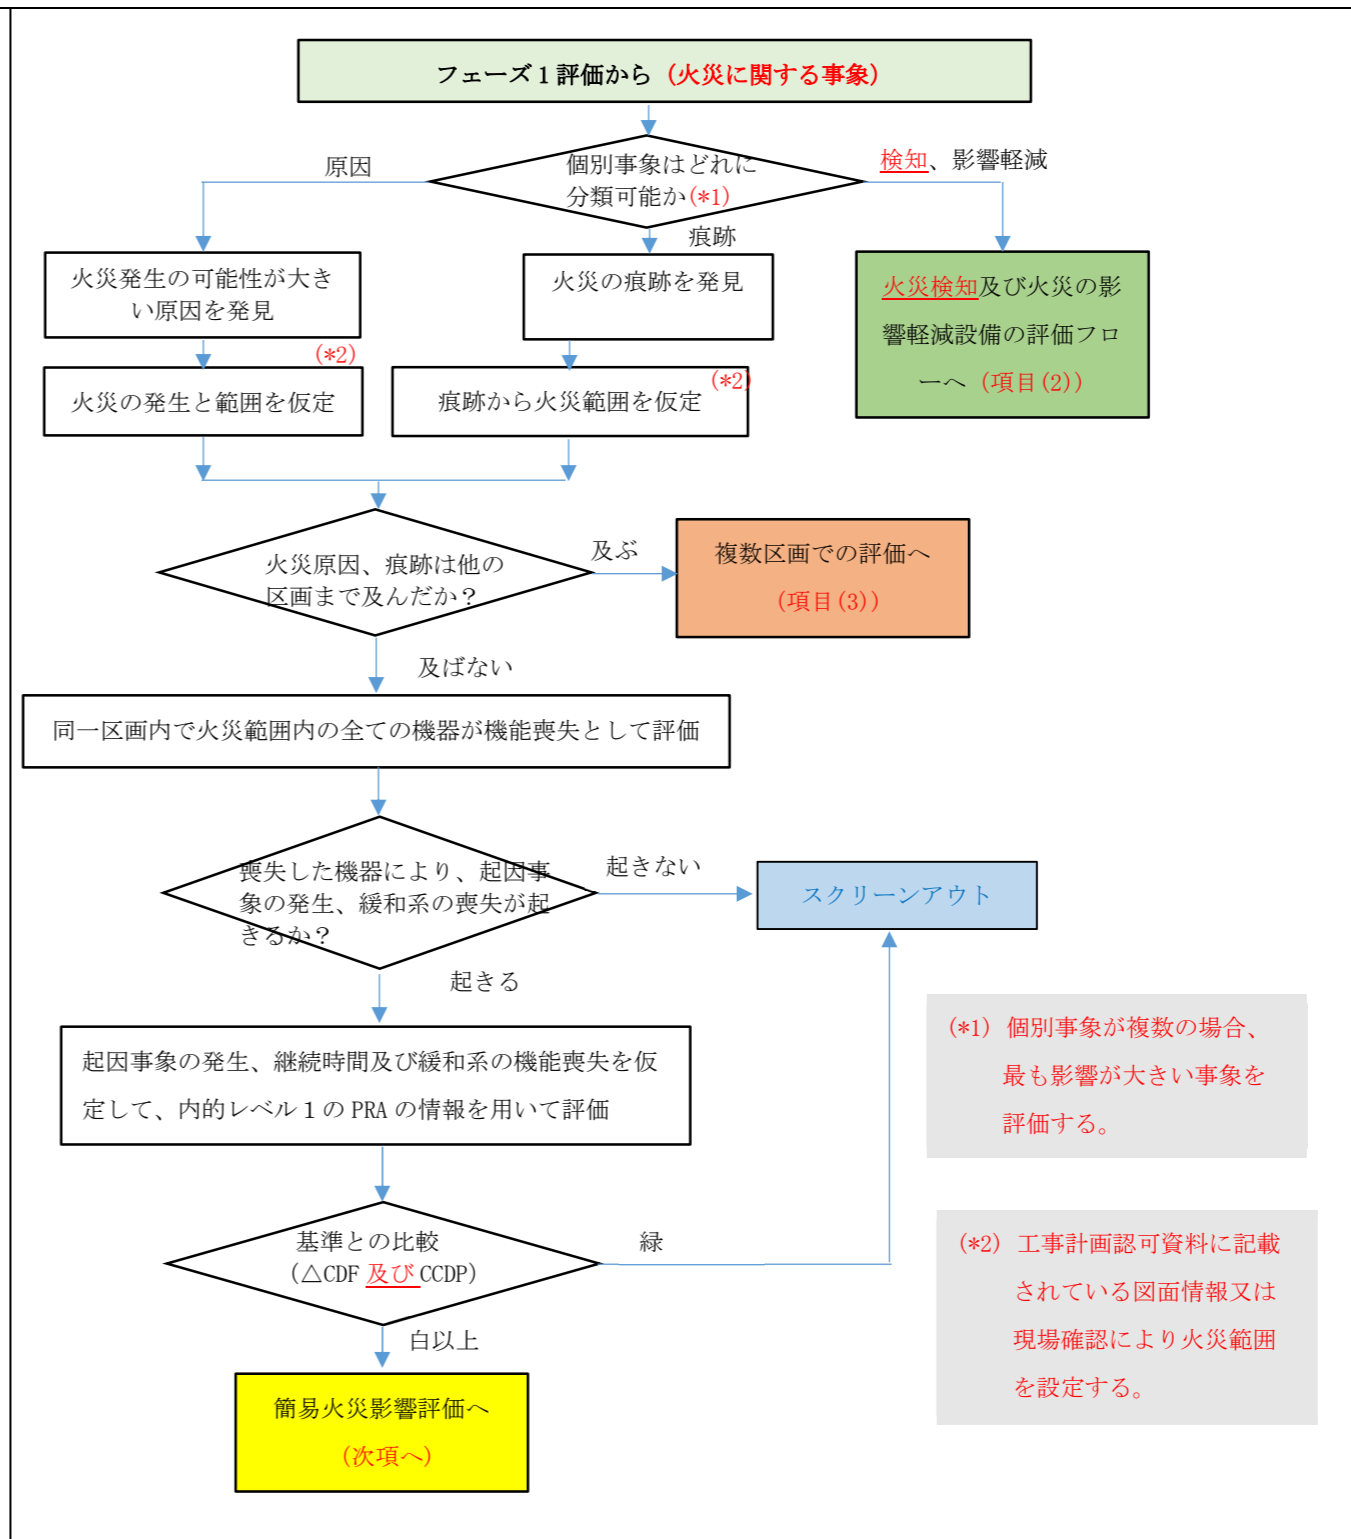 フェーズ１評価から（火災に関する事象）
個別事象はどれに
分類可能か(*1)
原因
検知、影響軽減
痕跡
火災発生の可能性が大き
い原因を発見
火災の痕跡を発見
火災検知及び火災の影
響軽減設備の評価フロ
ーへ（項目(2)）
(*2)
火災の発生と範囲を仮定
(*2)
痕跡から火災範囲を仮定
火災原因、痕跡は他の
区画まで及んだか？
及ぶ
複数区画での評価へ
（項目(3)）
及ばない
同一区画内で火災範囲内の全ての機器が機能喪失として評価
喪失した機器により、起因事
象の発生、緩和系の喪失が起
きるか？
起きない
スクリーンアウト
起きる
起因事象の発生、継続時間及び緩和系の機能喪失を仮
定して、内的レベル１の PRA の情報を用いて評価
(*1) 個別事象が複数の場合、
最も影響が大きい事象を
評価する。
基準との比較
（△CDF 及び CCDP）
緑
白以上
(*2) 工事計画認可資料に記載
されている図面情報又は
現場確認により火災範囲
を設定する。
簡易火災影響評価へ
（次項へ）